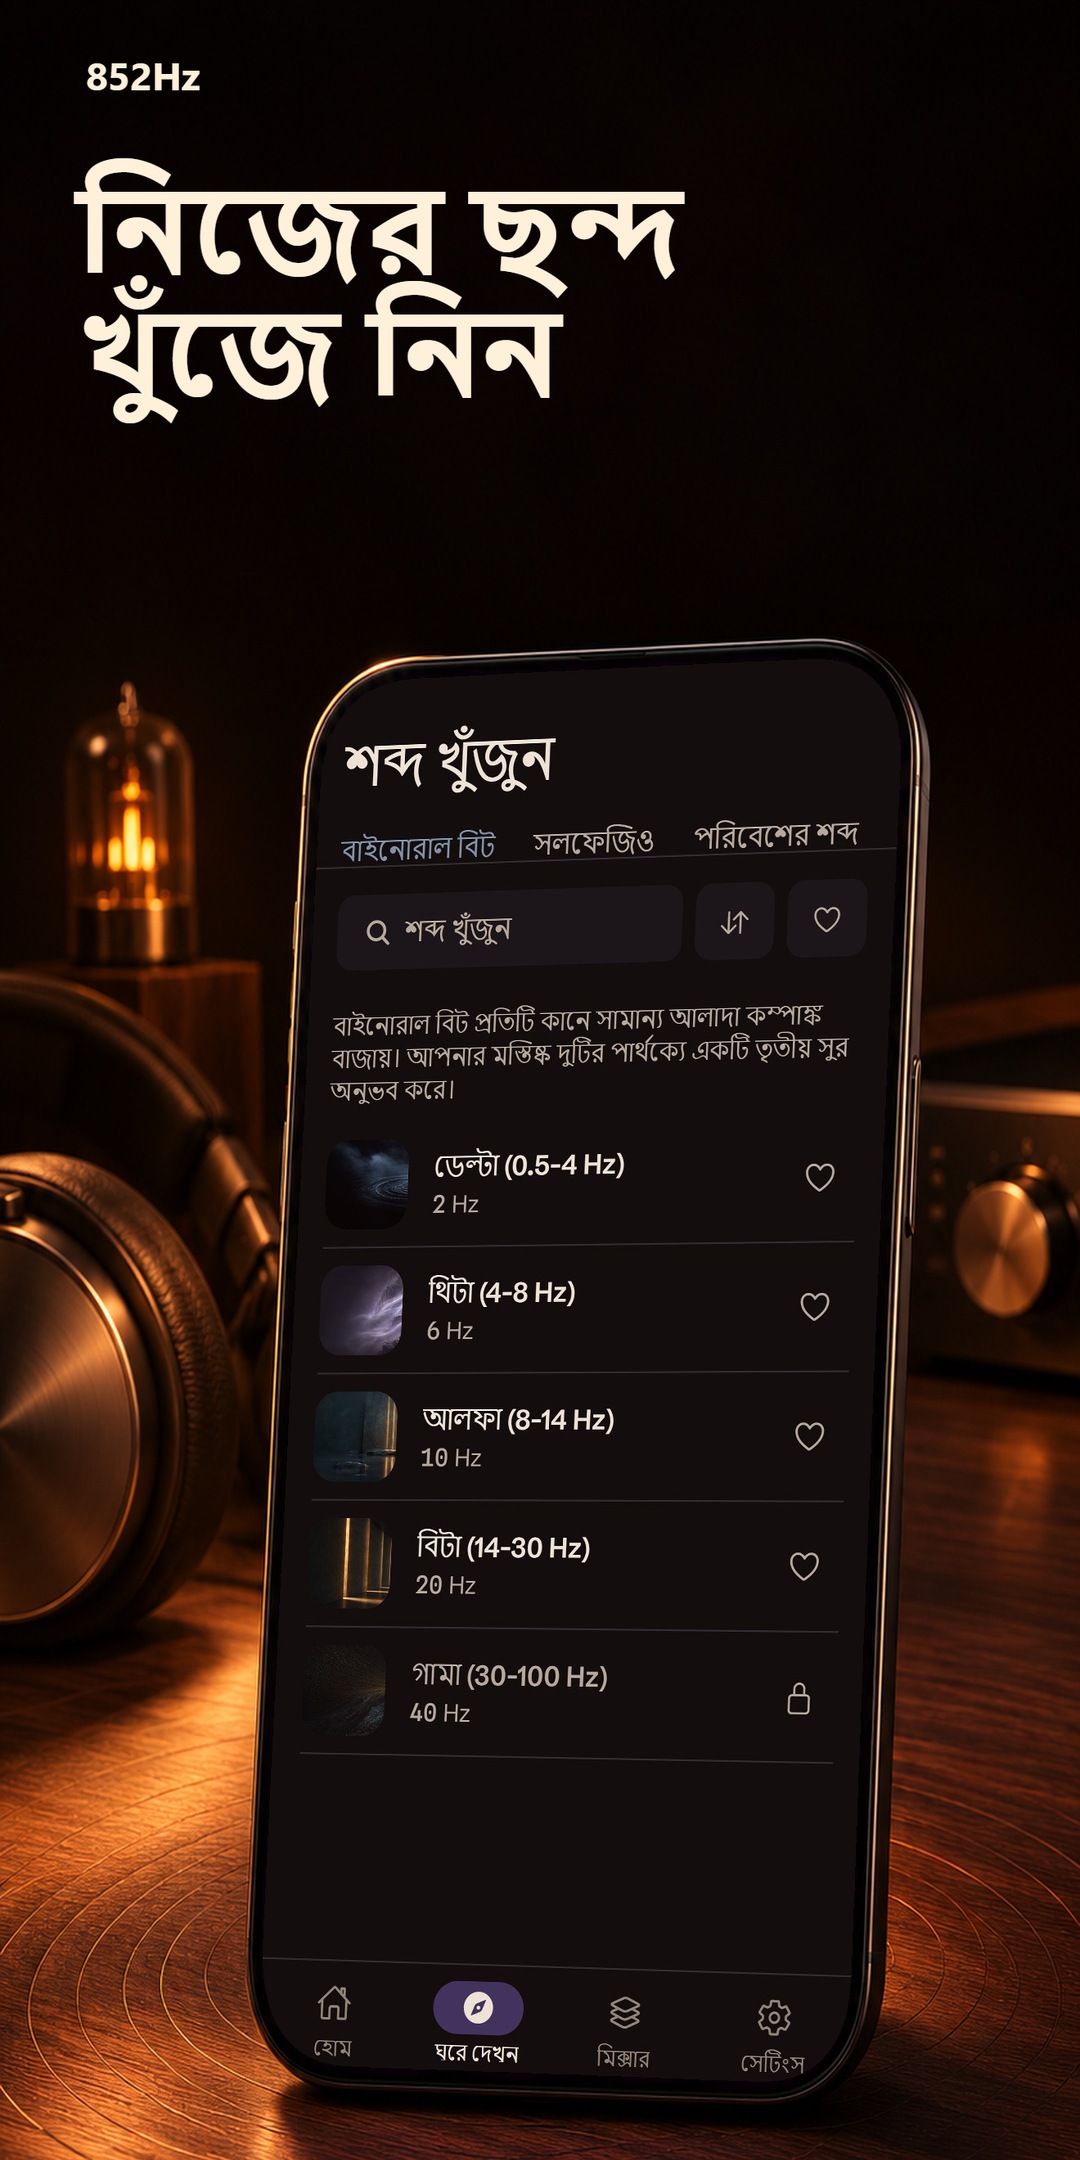 852Hz
নিজের ছন্দ
খুঁজে নিন
শব্দ খুঁজুন
বাইনোরাল বিট সলফেজিও পরিবেশের শব্দ
শব্দ খুঁজুন
বাইনোরাল বিট প্রতিটি কানে সামান্য আলাদা কম্পাঙ্ক
বাজায়। আপনার মস্তিষ্ক দুটির পার্থক্যে একটি তৃতীয় সুর
অনুভব করে।
ডেল্টা (0.5-4 Hz)
2 Hz
থিটা (4-8 Hz)
6 Hz
আলফা (8-14 Hz)
10 Hz
বিটা (14-30 Hz)
20 Hz
গামা (30-100 Hz)
40 Hz
হোম ঘরে দেখন মিক্সার সেটিংস